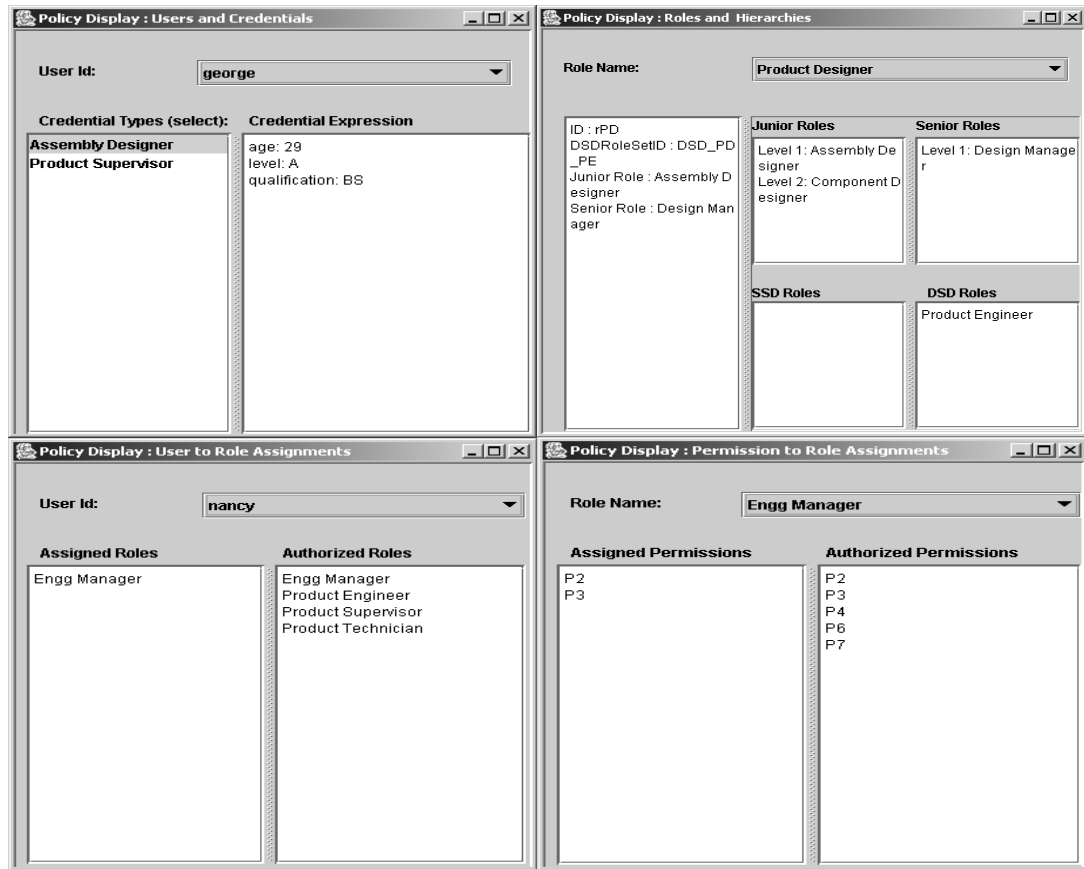 Policy Display : Users and Credentials
User Id:
george
Credential Types (select):
Credential Expression
Assembly Designer
Product Supervisor
age: 29
level: A
qualification: BS
Policy Display : Roles and Hierarchies
Role Name:
Product Designer
ID : rPD
DSDRoleSetID : DSD_PD
_PE
Junior Role : Assembly D
esigner
Senior Role : Design Man
ager
Junior Roles
Level 1: Assembly De
signer
Level 2: Component D
esigner
Senior Roles
Level 1: Design Manage
r
SSD Roles
DSD Roles
Product Engineer
Policy Display : User to Role Assignments
User Id:
nancy
Assigned Roles
Engg Manager
Authorized Roles
Engg Manager
Product Engineer
Product Supervisor
Product Technician
Policy Display : Permission to Role Assignments
Role Name:
Engg Manager
Assigned Permissions
P2
P3
Authorized Permissions
P2
P3
P4
P6
P7